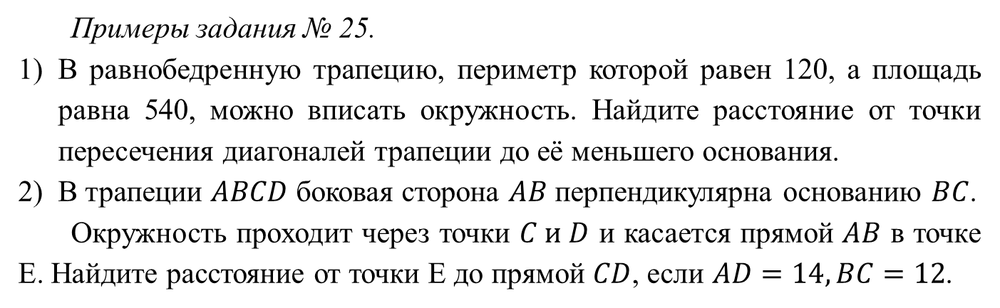 Примеры задания № 25.
1) В равнобедренную трапецию, периметр которой равен 120, а площадь
равна 540, можно вписать окружность. Найдите расстояние от точки
пересечения диагоналей трапеции до её меньшего основания.
2) В трапеции ABCD боковая сторона AB перпендикулярна основанию BC.
Окружность проходит через точки C и D и касается прямой AB в точке
E. Найдите расстояние от точки E до прямой CD, если AD = 14, BC = 12.